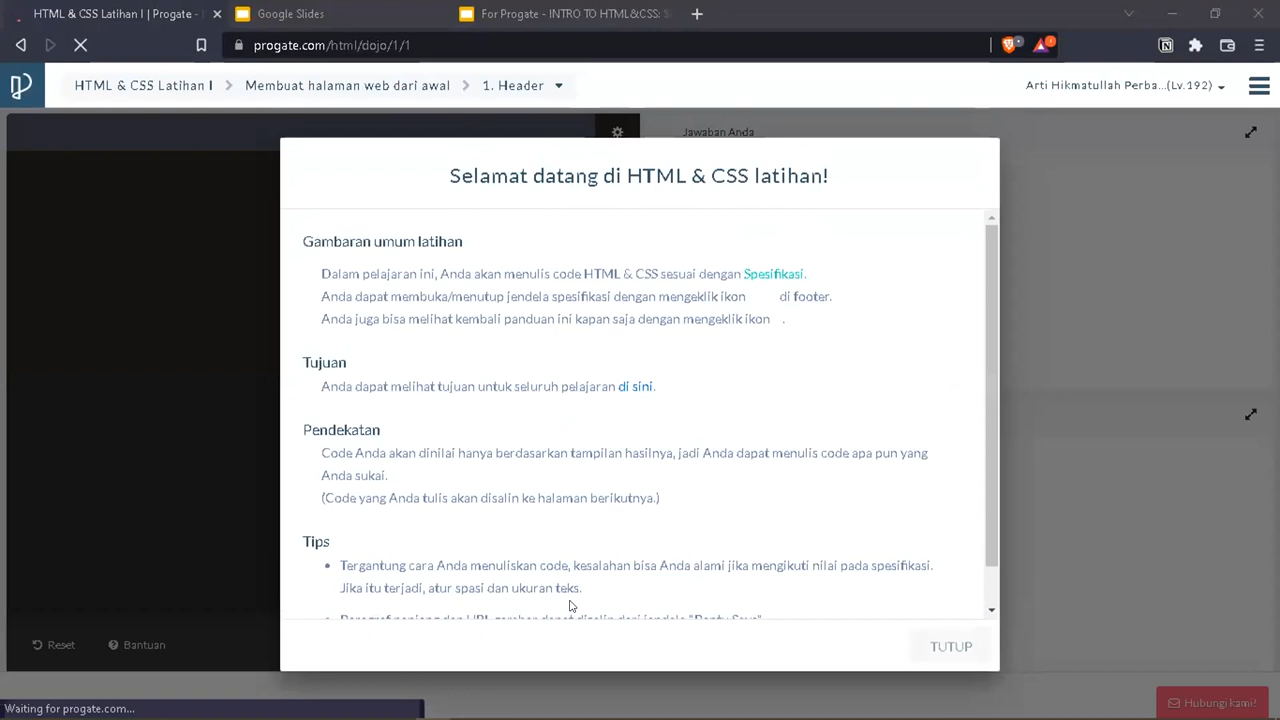 HTML & CSS Latihan I | Progate -
Google Slides
For Progate - INTRO TO HTML&CSS:
progate.com/html/dojo/1/1
HTML & CSS Latihan I
Membuat halaman web dari awal
1. Header
Arti Hikmatullah Perba...(Lv.192)
Jawaban Anda
Selamat datang di HTML & CSS latihan!
Gambaran umum latihan
Dalam pelajaran ini, Anda akan menulis code HTML & CSS sesuai dengan Spesifikasi.
Anda dapat membuka/menutup jendela spesifikasi dengan mengeklik ikon di footer.
Anda juga bisa melihat kembali panduan ini kapan saja dengan mengeklik ikon .
Tujuan
Anda dapat melihat tujuan untuk seluruh pelajaran di sini.
Pendekatan
Code Anda akan dinilai hanya berdasarkan tampilan hasilnya, jadi Anda dapat menulis code apa pun yang
Anda sukai.
(Code yang Anda tulis akan disalin ke halaman berikutnya.)
Tips
Tergantung cara Anda menuliskan code, kesalahan bisa Anda alami jika mengikuti nilai pada spesifikasi.
Jika itu terjadi, atur spasi dan ukuran teks.
Reset
Bantuan
TUTUP
Hubungi kami!
Waiting for progate.com...